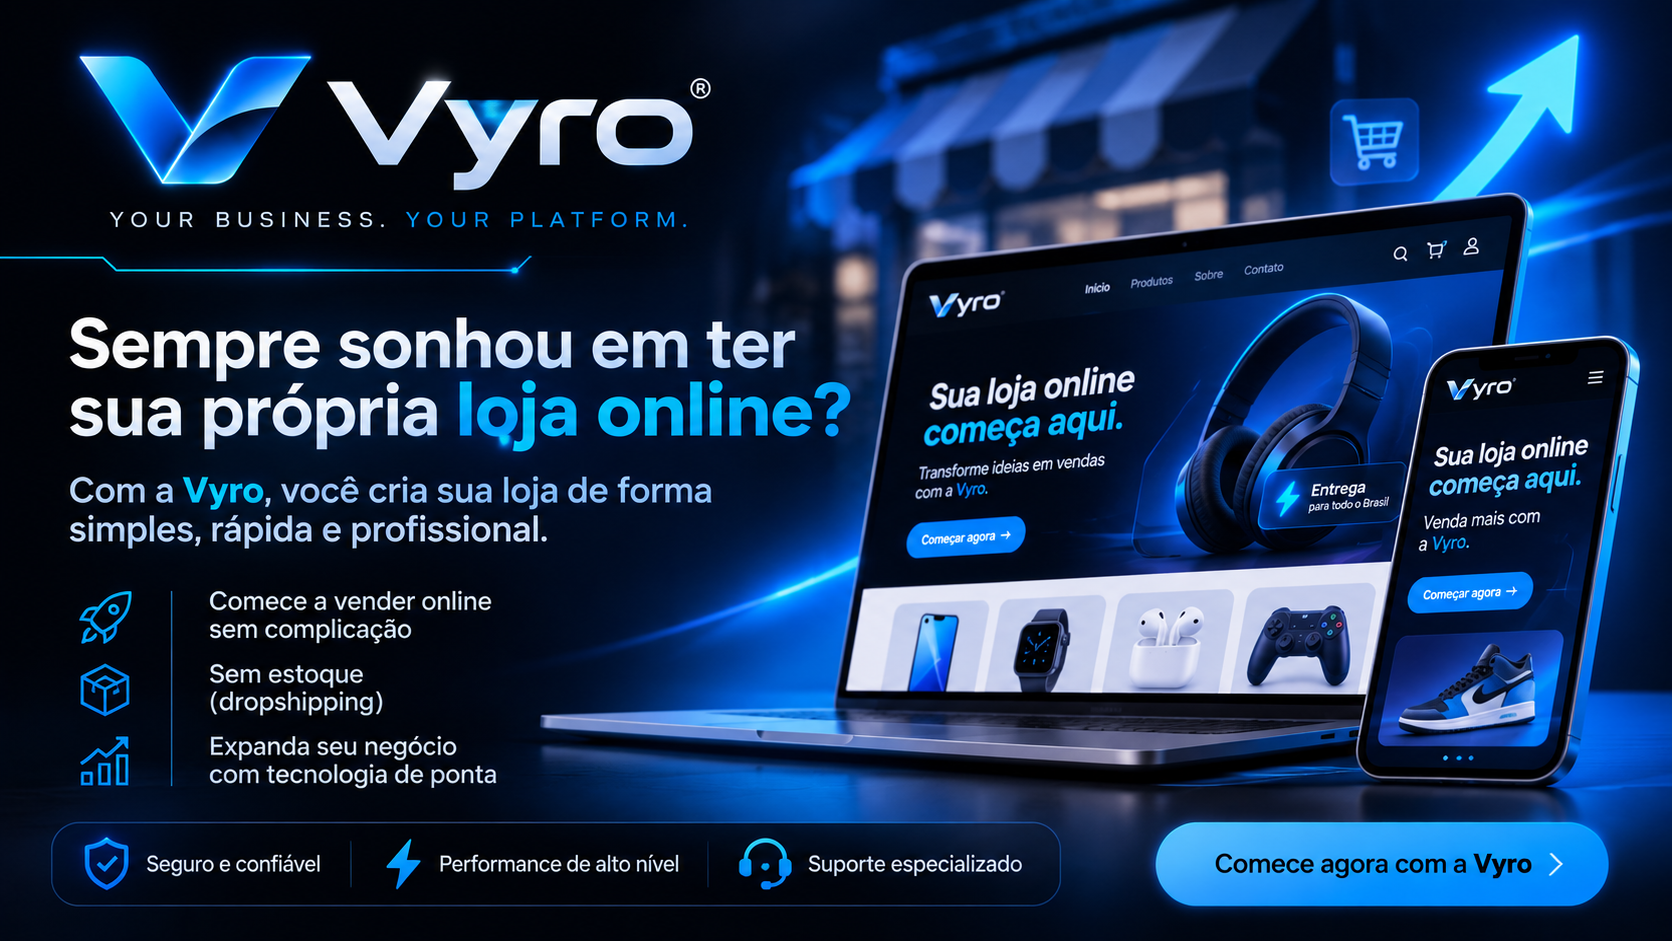 Vyro®
YOUR BUSINESS. YOUR PLATFORM.
Sempre sonhou em ter
sua própria loja online?
Com a Vyro, você cria sua loja de forma
simples, rápida e profissional.
Comece a vender online
sem complicação
Sem estoque
(dropshipping)
Expanda seu negócio
com tecnologia de ponta
Vyro
Início Produtos Sobre Contato
Sua loja online
começa aqui.
Transforme ideias em vendas
com a Vyro.
Começar agora →
Entrega
para todo o Brasil
Vyro
Sua loja online
começa aqui.
Venda mais com
a Vyro.
Começar agora →
Seguro e confiável
Performance de alto nível
Suporte especializado
Comece agora com a Vyro